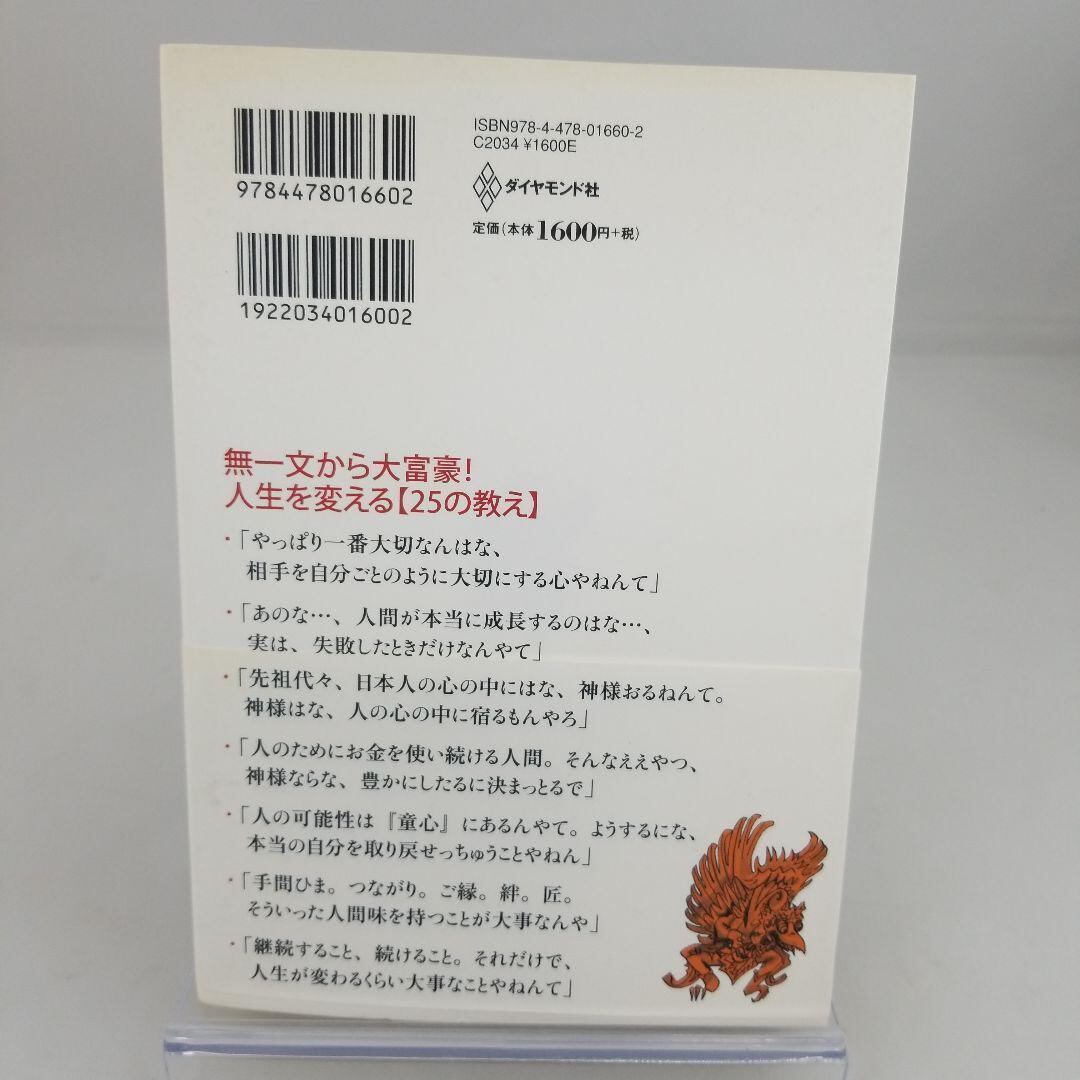 9784478016602
ISBN978-4-478-01660-2
C2034 ¥1600E
ダイヤモンド社
定価(本体1600円+税)
1922034016002
無一文から大富豪!
人生を変える【25の教え】
・「やっぱり一番大切なんはな、
相手を自分ごとのように大切にする心やねんて」
・「あのな…、人間が本当に成長するのはな…、
実は、失敗したときだけなんやて」
・「先祖代々、日本人の心の中にはな、神様おるねんて。
神様はな、人の心の中に宿るもんやろ」
・「人のためにお金を使い続ける人間。そんなええやつ、
神様ならな、豊かにしたるに決まっとるで」
・「人の可能性は『童心』にあるんやて。ようするにな、
本当の自分を取り戻せっちゅうことやねん」
・「手間ひま。つながり。ご縁。絆。匠。
そういった人間味を持つことが大事なんや」
・「継続すること、続けること。それだけで、
人生が変わるくらい大事なことやねんて」